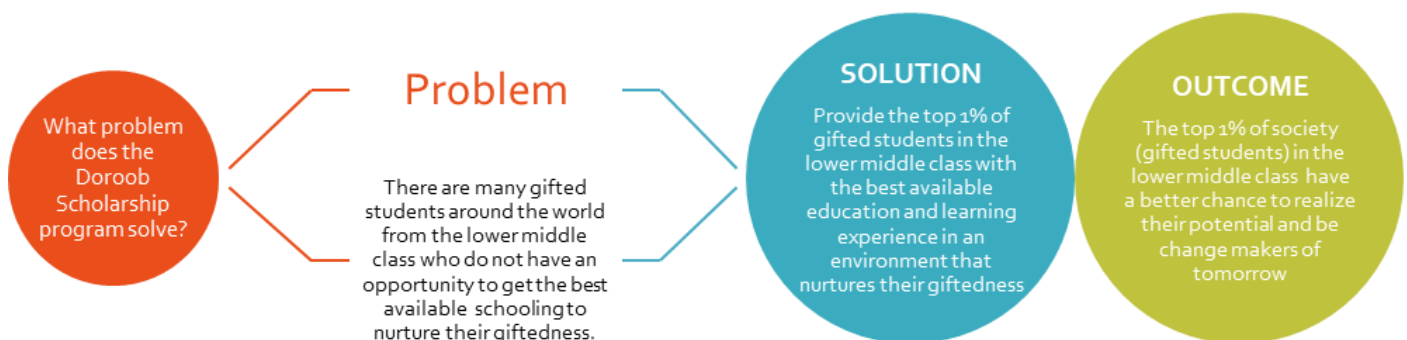 What problem
does the
Doroob
Scholarship
program solve?
Problem
There are many gifted
students around the world
from the lower middle
class who do not have an
opportunity to get the best
available schooling to
nurture their giftedness.
SOLUTION
Provide the top 1% of
gifted students in the
lower middle class with
the best available
education and learning
experience in an
environment that
nurtures their giftedness
OUTCOME
The top 1% of society
(gifted students) in the
lower middle class have
a better chance to realize
their potential and be
change makers of
tomorrow